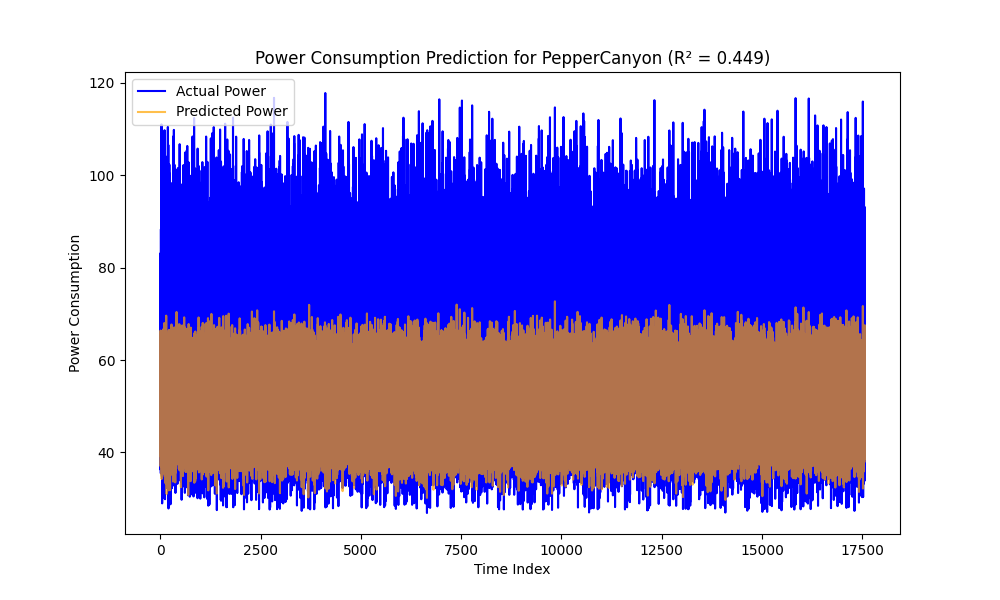 Power Consumption Prediction for PepperCanyon (R² = 0.449)
Actual Power
Predicted Power
Power Consumption
120
100
80
60
40
0
2500
5000
7500
10000
12500
15000
17500
Time Index